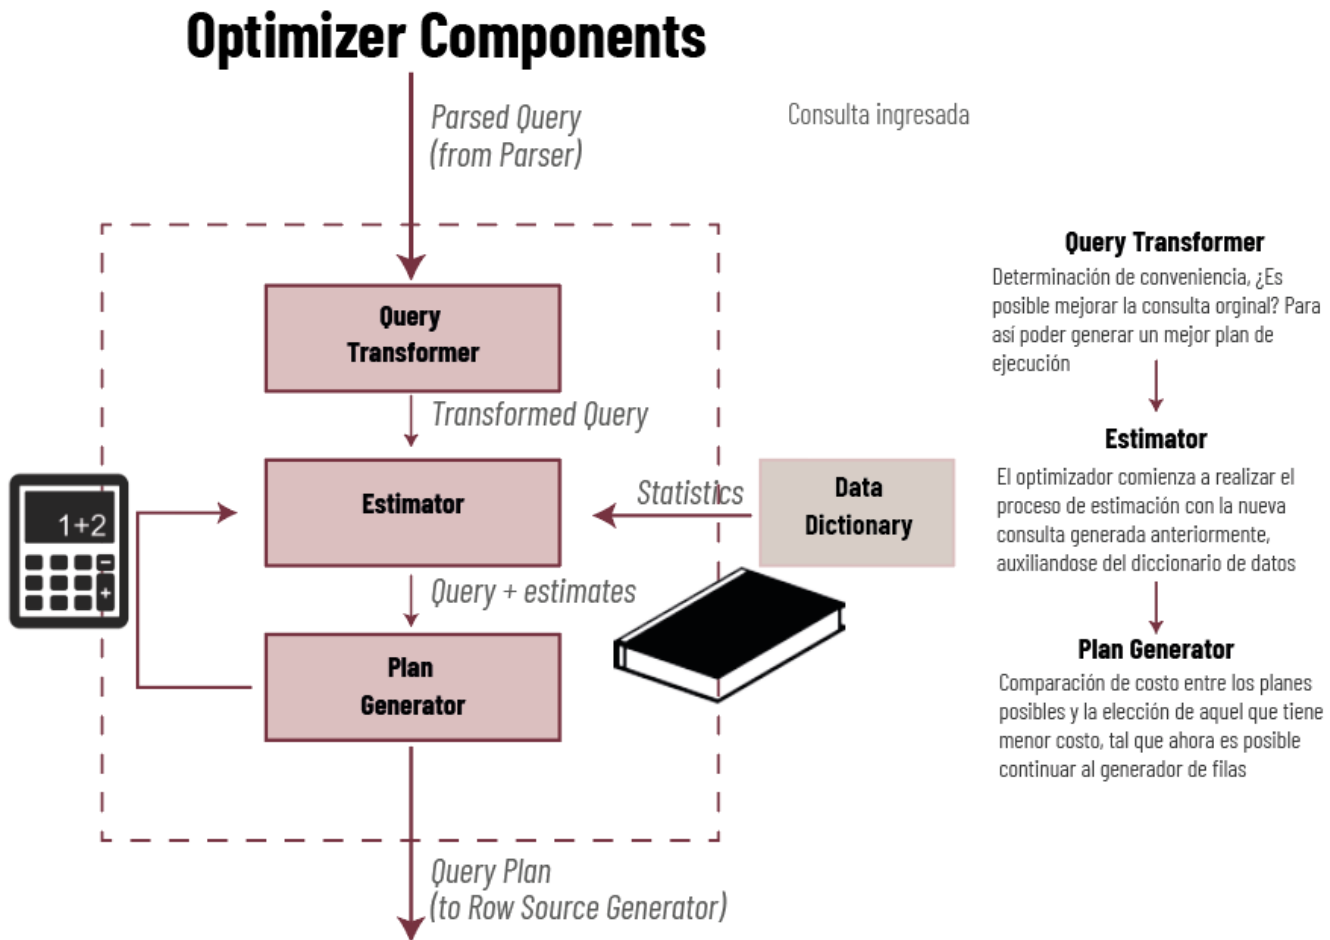 Optimizer Components
Parsed Query
(from Parser)
Consulta ingresada
Query
Transformer
Transformed Query
Estimator
Statistics
Data
Dictionary
1+2
Query + estimates
Plan
Generator
Query Plan
(to Row Source Generator)
Query Transformer
Determinación de conveniencia, ¿Es
posible mejorar la consulta orginal? Para
así poder generar un mejor plan de
ejecución
Estimator
El optimizador comienza a realizar el
proceso de estimación con la nueva
consulta generada anteriormente,
auxiliandose del diccionario de datos
Plan Generator
Comparación de costo entre los planes
posibles y la elección de aquel que tiene
menor costo, tal que ahora es posible
continuar al generador de filas